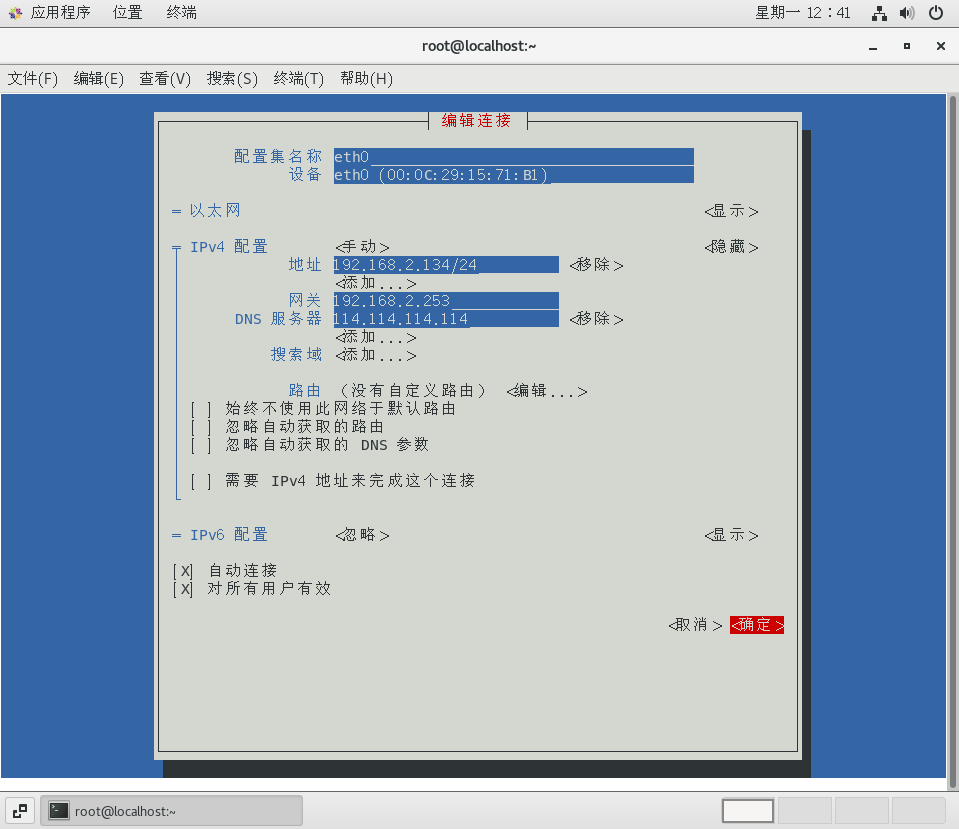 应用程序 位置 终端 星期一 12：41
root@localhost:~
文件(F) 编辑(E) 查看(V) 搜索(S) 终端(T) 帮助(H)
编辑连接
配置集名称 eth0
设备 eth0 (00:0C:29:15:71:B1)
= 以太网 <显示>
IPv4 配置 <手动> <隐藏>
地址 192.168.2.134/24 <移除>
<添加...>
网关 192.168.2.253
DNS 服务器 114.114.114.114 <移除>
<添加...>
搜索域 <添加...>
路由 （没有自定义路由） <编辑...>
[ ] 始终不使用此网络于默认路由
[ ] 忽略自动获取的路由
[ ] 忽略自动获取的 DNS 参数
[ ] 需要 IPv4 地址来完成这个连接
= IPv6 配置 <忽略> <显示>
[X] 自动连接
[X] 对所有用户有效
<取消> <确定>
root@localhost:~